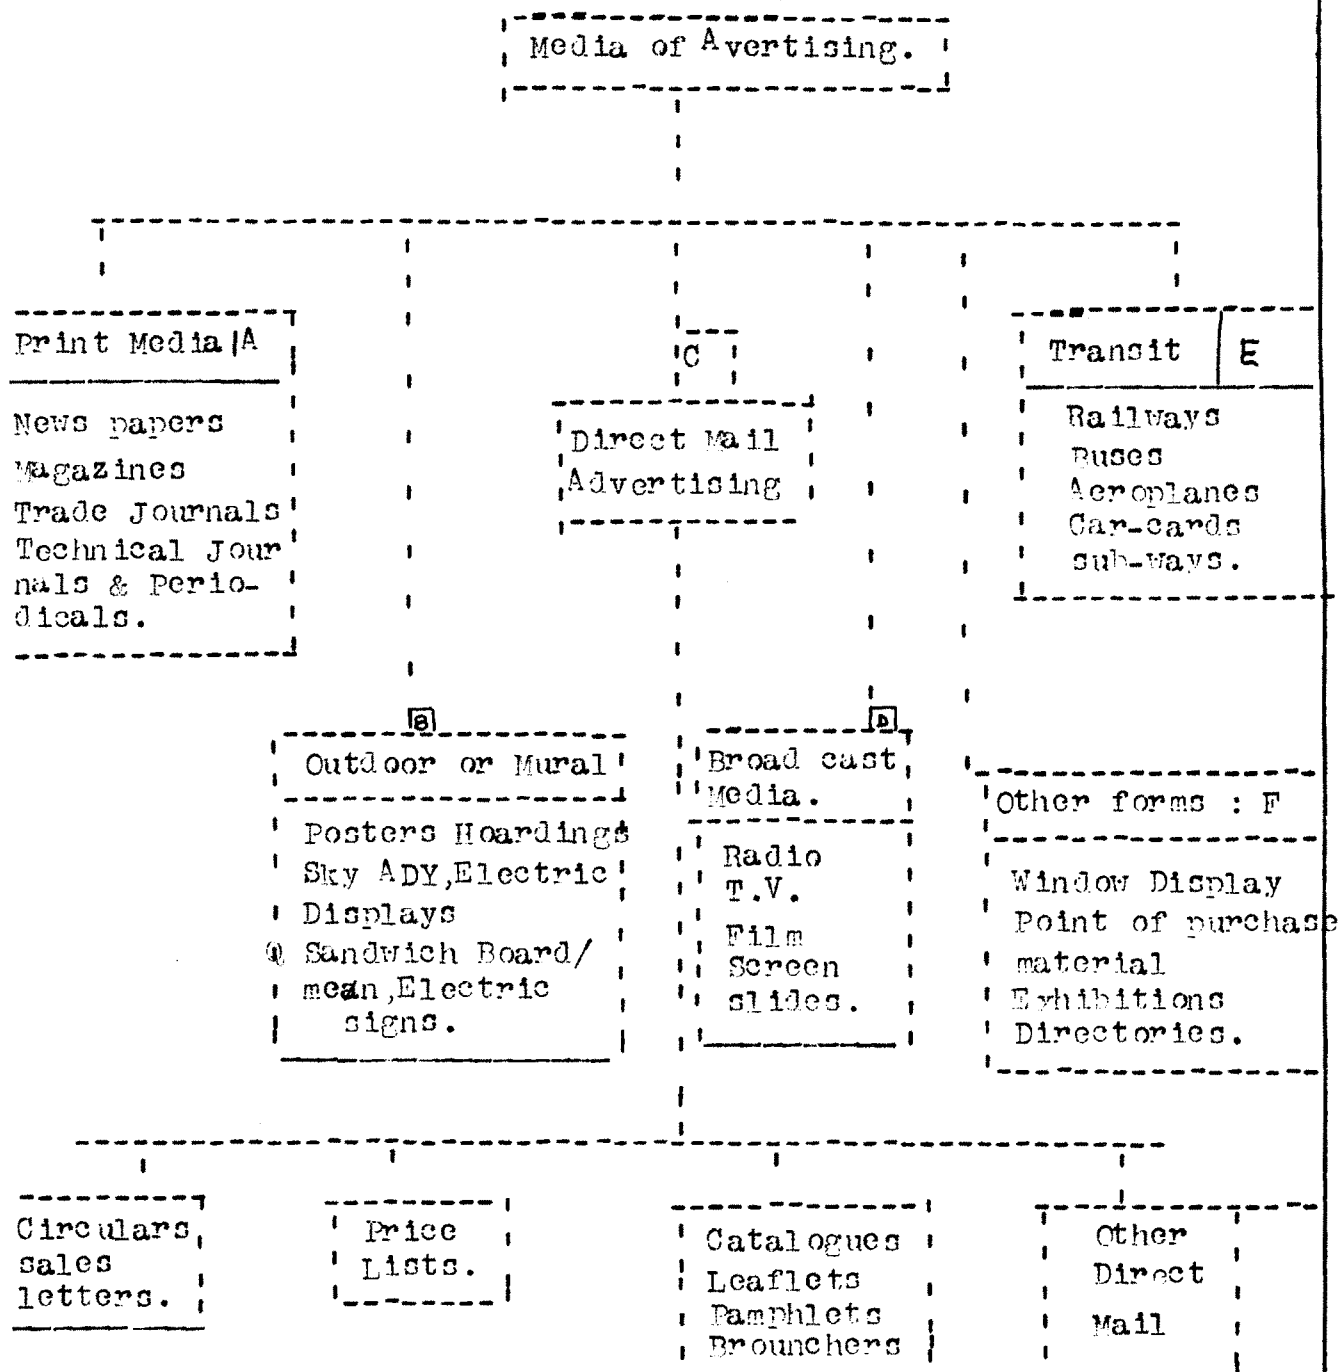 Media of Avertising.
Print Media | A
News papers
Magazines
Trade Journals
Technical Jour
nals & Perio-
dicals.
C
Direct Mail
Advertising
Transit | E
Railways
Buses
Aeroplanes
Car-cards
sub-ways.
B
Outdoor or Mural
Posters Hoardings
Sky ADY,Electric
Displays
Sandwich Board/
mean,Electric
signs.
D
Broad cast
Media.
Radio
T.V.
Film
Screen
slides.
Other forms : F
Window Display
Point of purchase
material
Exhibitions
Directories.
Circulars
sales
letters.
Price
Lists.
Catalogues
Leaflets
Pamphlets
Brounchers
Other
Direct
Mail